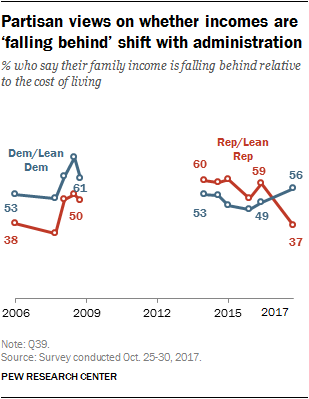 Partisan views on whether incomes are
‘falling behind’ shift with administration
% who say their family income is falling behind relative
to the cost of living
Dem/Lean
Dem
Rep/Lean
Rep
53
38
61
50
60
53
59
49
56
37
2006
2009
2012
2015
2017
Note: Q39.
Source: Survey conducted Oct. 25-30, 2017.
PEW RESEARCH CENTER